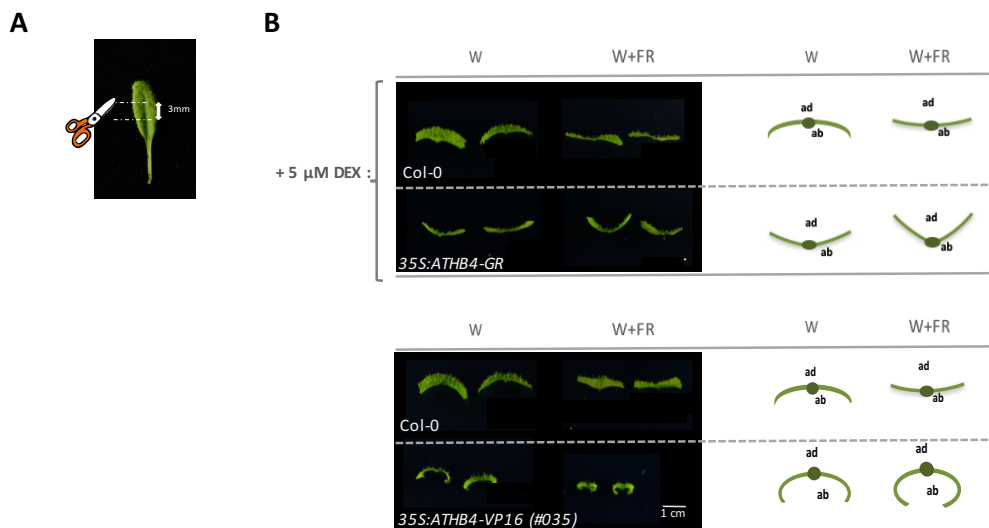 A
B
3mm
W W+FR W W+FR
+ 5 µM DEX :
Col-0
ad ad
ab ab
35S:ATHB4-GR
ad ad
ab ab
W W+FR W W+FR
Col-0
ad ad
ab ab
35S:ATHB4-VP16 (#035)
1 cm
ad ad
ab ab